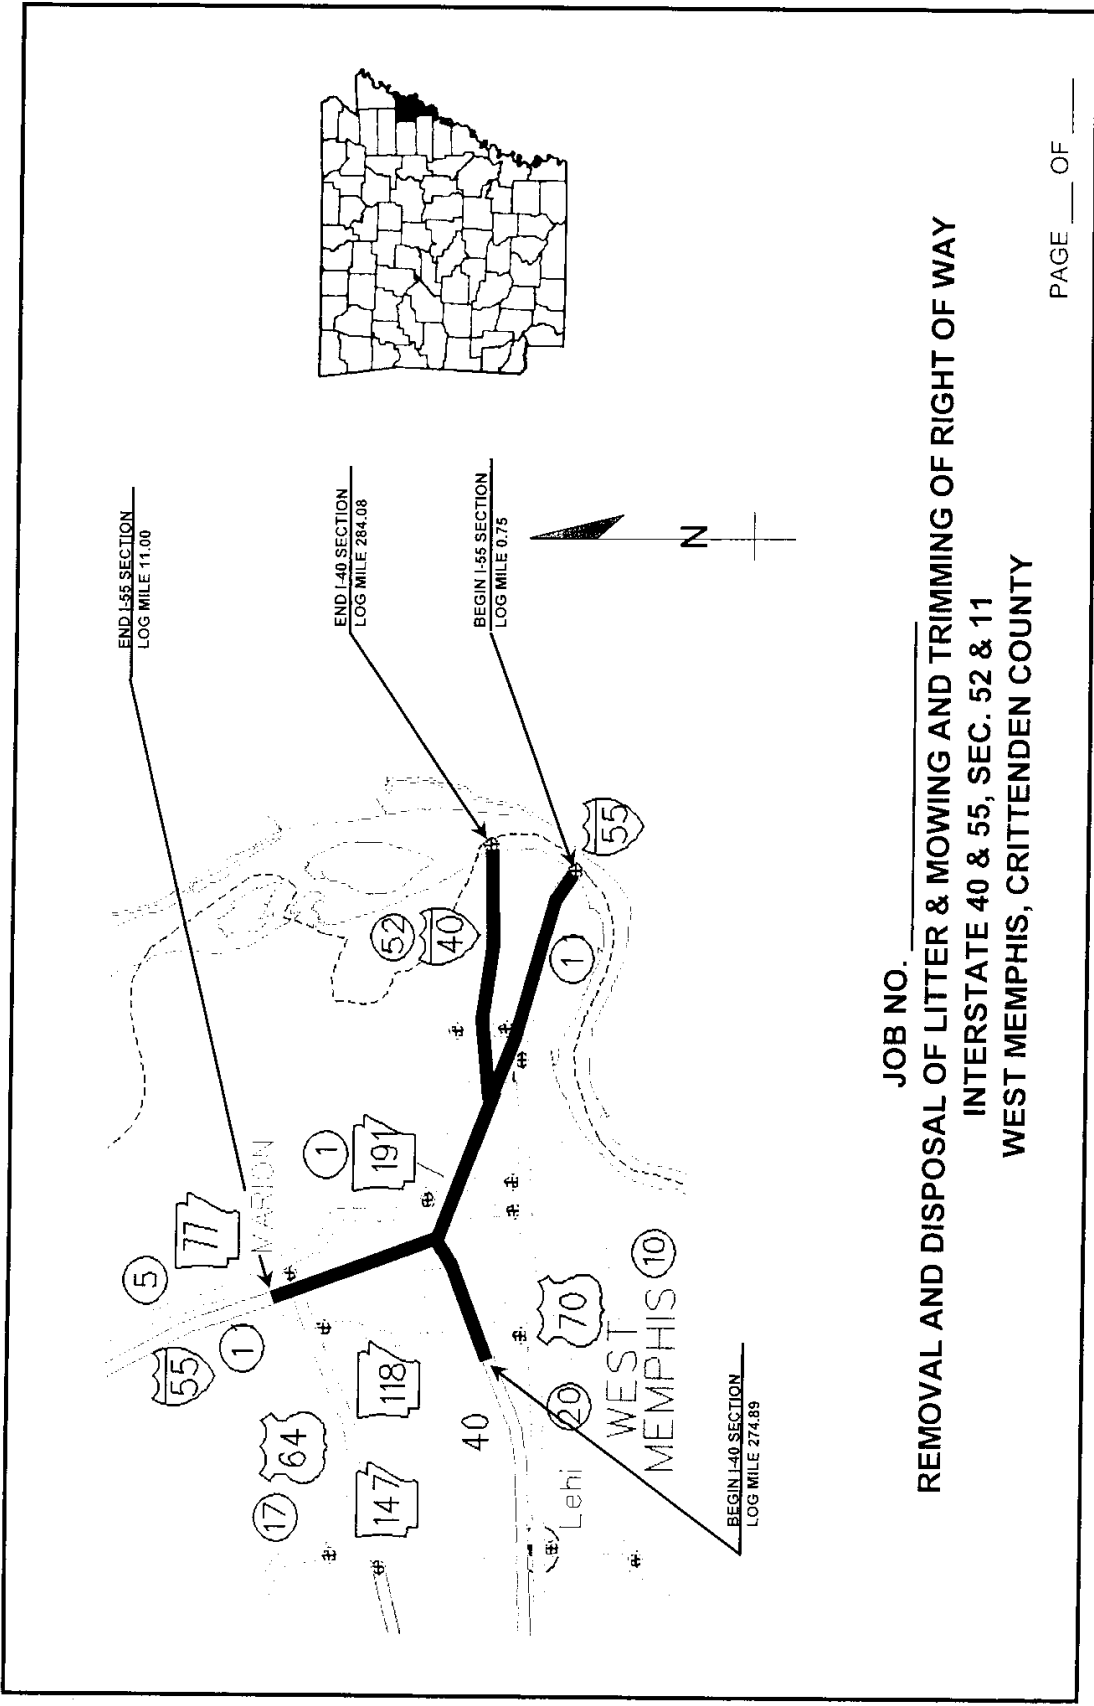 END I-55 SECTION
LOG MILE 11.00
END I-40 SECTION
LOG MILE 284.08
BEGIN I-55 SECTION
LOG MILE 0.75
N
5
77
MARION
1
55
1
191
52
40
1
55
17
64
118
147
40
Lehi
20
70
WEST
MEMPHIS
10
BEGIN I-40 SECTION
LOG MILE 274.89
JOB NO. ______
REMOVAL AND DISPOSAL OF LITTER & MOWING AND TRIMMING OF RIGHT OF WAY
INTERSTATE 40 & 55, SEC. 52 & 11
WEST MEMPHIS, CRITTENDEN COUNTY
PAGE ___ OF ___